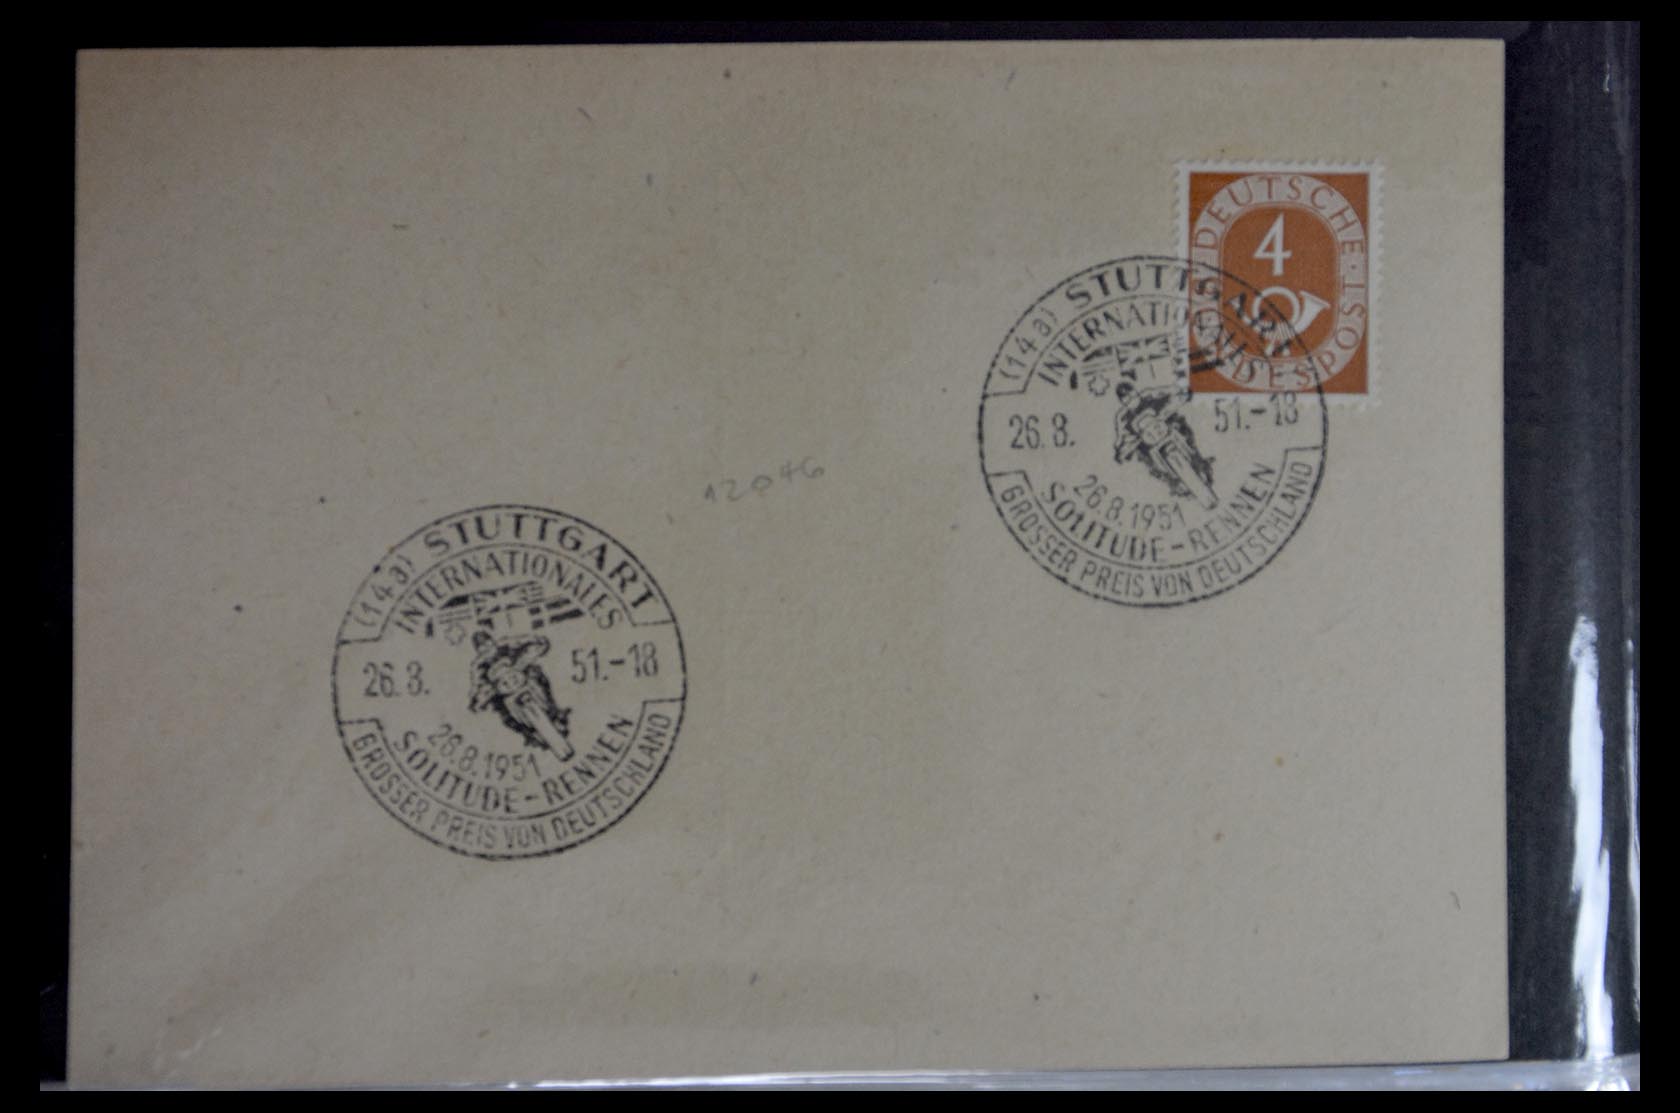 DEUTSCHE POST
4
BUNDESPOST
(14a) STUTTGART
INTERNATIONALES
26.8. 51.-18
26.8.1951
SOLITUDE-RENNEN
GROSSER PREIS VON DEUTSCHLAND
12046
(14a) STUTTGART
INTERNATIONALES
26.8. 51.-18
26.8.1951
SOLITUDE-RENNEN
GROSSER PREIS VON DEUTSCHLAND